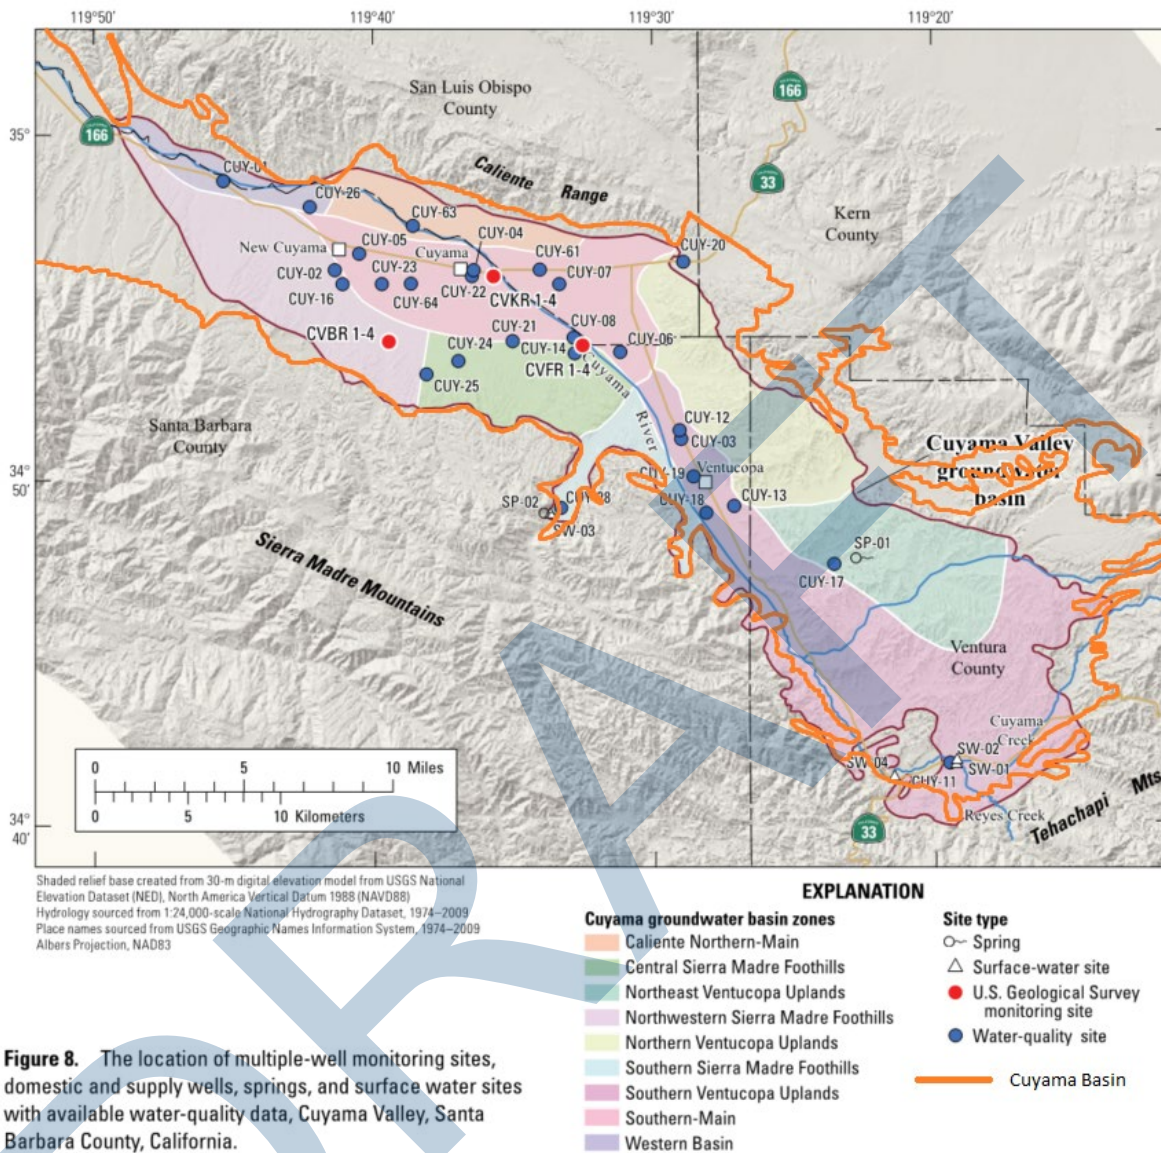 119°50'
119°40'
119°30'
119°20'
San Luis Obispo
County
166
35°
166
CUY-01
Caliente Range
33
CUY-26
CUY-63
Kern
County
CUY-04
New Cuyama
CUY-05
Cuyama
CUY-61
CUY-20
CUY-02
CUY-23
CUY-07
CUY-16
CUY-64
CUY-22
CVKR 1-4
CVBR 1-4
CUY-21
CUY-08
CUY-24
CUY-14
CUY-06
CVFR 1-4
CUY-25
Cuyama
River
Santa Barbara
County
CUY-12
CUY-03
Cuyama Valley
groundwater
basin
34°
50'
CUY-19
Ventucopa
SP-02
CUY-28
CUY-18
CUY-13
SW-03
Sierra Madre Mountains
SP-01
CUY-17
Ventura
County
Cuyama
Creek
SW-04
SW-02
CUY-11
SW-01
Reyes Creek
Tehachapi Mts
33
34°
40'
0 5 10 Miles
0 5 10 Kilometers
Shaded relief base created from 30-m digital elevation model from USGS National
Elevation Dataset (NED), North America Vertical Datum 1988 (NAVD88)
Hydrology sourced from 1:24,000-scale National Hydrography Dataset, 1974–2009
Place names sourced from USGS Geographic Names Information System, 1974–2009
Albers Projection, NAD83
EXPLANATION
Cuyama groundwater basin zones
Caliente Northern-Main
Central Sierra Madre Foothills
Northeast Ventucopa Uplands
Northwestern Sierra Madre Foothills
Northern Ventucopa Uplands
Southern Sierra Madre Foothills
Southern Ventucopa Uplands
Southern-Main
Western Basin
Site type
Spring
Surface-water site
U.S. Geological Survey
monitoring site
Water-quality site
Cuyama Basin
Figure 8. The location of multiple-well monitoring sites,
domestic and supply wells, springs, and surface water sites
with available water-quality data, Cuyama Valley, Santa
Barbara County, California.
DRAFT